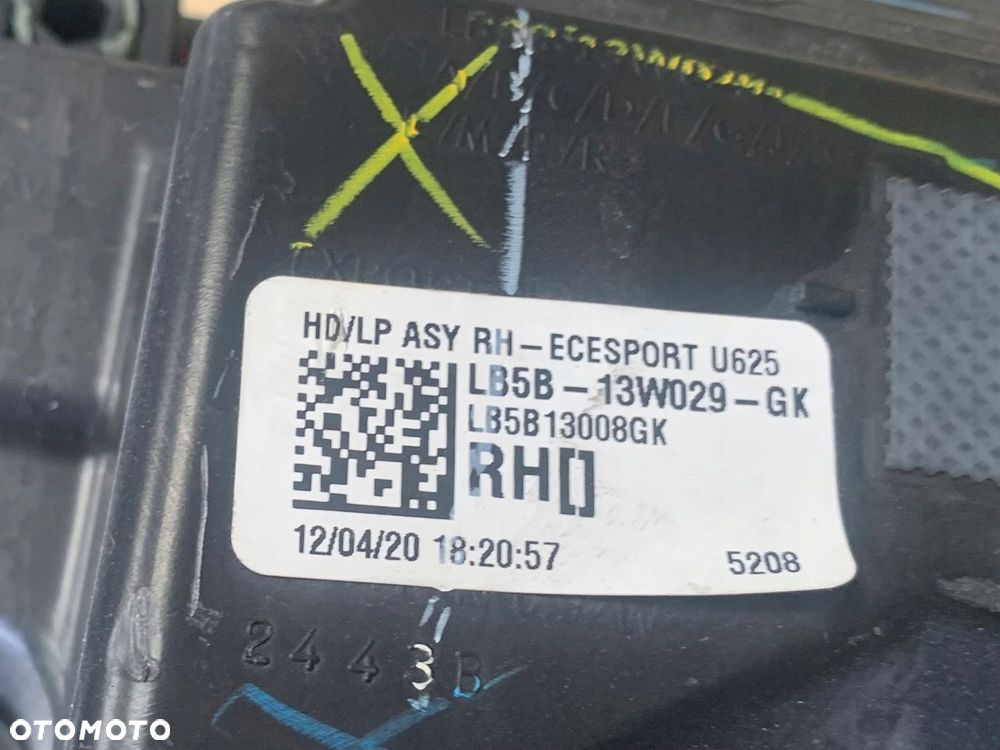 HD/LP ASY RH-ECESPORT U625
LB5B-13W029-GK
LB5B13008GK
RH[]
12/04/20 18:20:57
5208
2443B
OTOMOTO